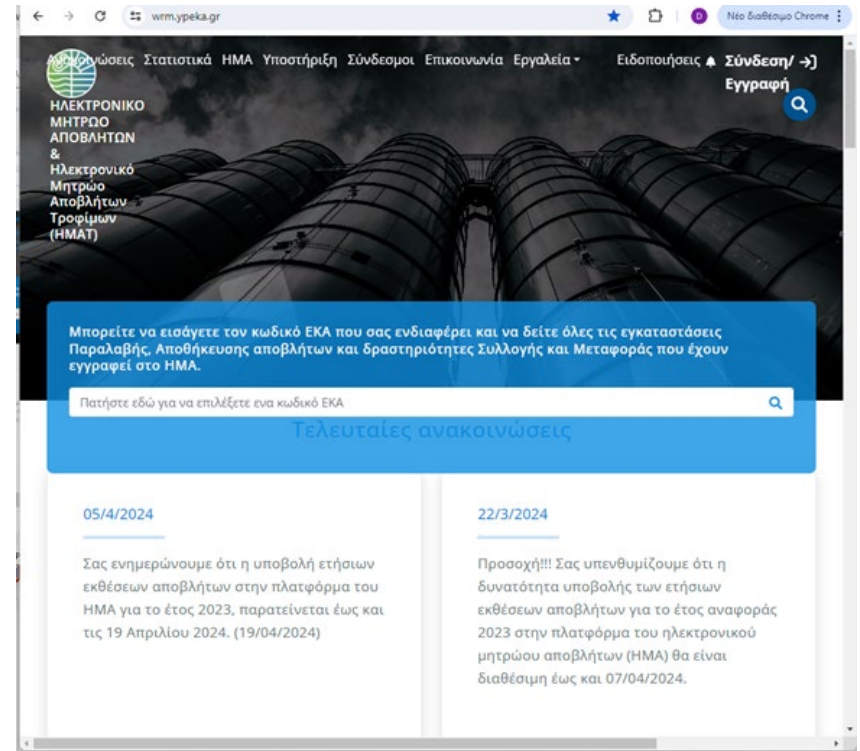 wrm.ypeka.gr
D
Νέο διαθέσιμο Chrome
Ανακοινώσεις Στατιστικά ΗΜΑ Υποστήριξη Σύνδεσμοι Επικοινωνία Εργαλεία
Ειδοποιήσεις
Σύνδεση/
Εγγραφή
ΗΛΕΚΤΡΟΝΙΚΟ
ΜΗΤΡΩΟ
ΑΠΟΒΛΗΤΩΝ
&
Ηλεκτρονικό
Μητρώο
Αποβλήτων
Τροφίμων
(ΗΜΑΤ)
Μπορείτε να εισάγετε τον κωδικό ΕΚΑ που σας ενδιαφέρει και να δείτε όλες τις εγκαταστάσεις
Παραλαβής, Αποθήκευσης αποβλήτων και δραστηριότητες Συλλογής και Μεταφοράς που έχουν
εγγραφεί στο ΗΜΑ.
Πατήστε εδώ για να επιλέξετε ενα κωδικό ΕΚΑ
Τελευταίες ανακοινώσεις
05/4/2024
Σας ενημερώνουμε ότι η υποβολή ετήσιων
εκθέσεων αποβλήτων στην πλατφόρμα του
ΗΜΑ για το έτος 2023, παρατείνεται έως και
τις 19 Απριλίου 2024. (19/04/2024)
22/3/2024
Προσοχή!!! Σας υπενθυμίζουμε ότι η
δυνατότητα υποβολής των ετήσιων
εκθέσεων αποβλήτων για το έτος αναφοράς
2023 στην πλατφόρμα του ηλεκτρονικού
μητρώου αποβλήτων (ΗΜΑ) θα είναι
διαθέσιμη έως και 07/04/2024.